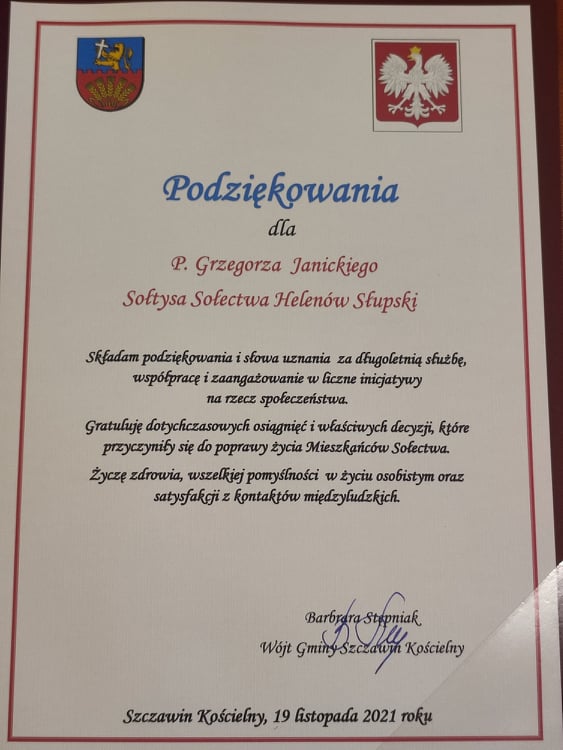 Podziękowania
dla
P. Grzegorza Janickiego
Sołtysa Sołectwa Helenów Słupski
Składam podziękowania i słowa uznania za długoletnią służbę,
współpracę i zaangażowanie w liczne inicjatywy
na rzecz społeczeństwa.
Gratuluję dotychczasowych osiągnięć i właściwych decyzji, które
przyczyniły się do poprawy życia Mieszkańców Sołectwa.
Życzę zdrowia, wszelkiej pomyślności w życiu osobistym oraz
satysfakcji z kontaktów międzyludzkich.
Barbrara Stępniak
Wójt Gminy Szczawin Kościelny
Szczawin Kościelny, 19 listopada 2021 roku